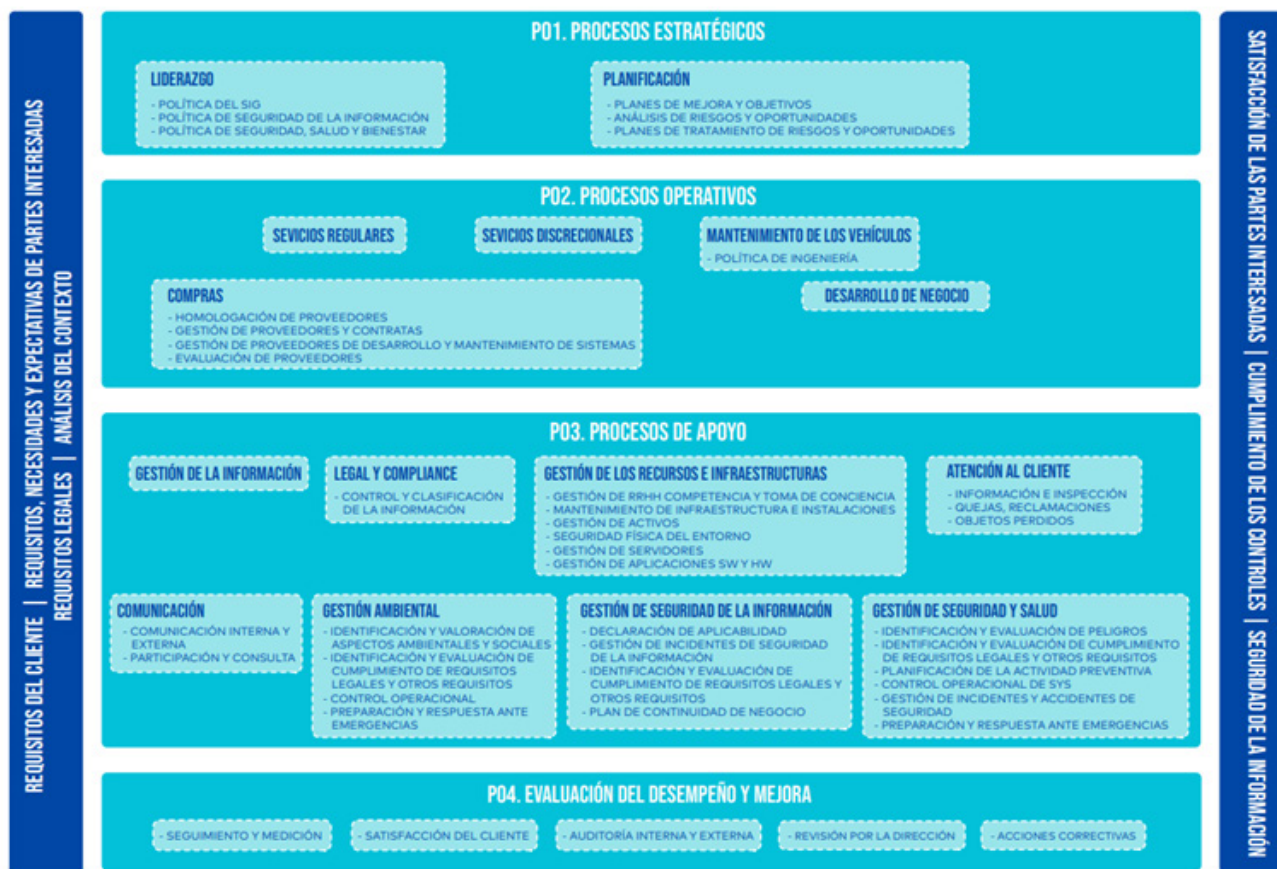 REQUISITOS DEL CLIENTE | REQUISITOS, NECESIDADES Y EXPECTATIVAS DE PARTES INTERESADAS
REQUISITOS LEGALES | ANÁLISIS DEL CONTEXTO
P01. PROCESOS ESTRATÉGICOS
LIDERAZGO
- POLÍTICA DEL SIG
- POLÍTICA DE SEGURIDAD DE LA INFORMACIÓN
- POLÍTICA DE SEGURIDAD, SALUD Y BIENESTAR
PLANIFICACIÓN
- PLANES DE MEJORA Y OBJETIVOS
- ANÁLISIS DE RIESGOS Y OPORTUNIDADES
- PLANES DE TRATAMIENTO DE RIESGOS Y OPORTUNIDADES
P02. PROCESOS OPERATIVOS
SEVICIOS REGULARES
SEVICIOS DISCRECIONALES
MANTENIMIENTO DE LOS VEHÍCULOS
- POLÍTICA DE INGENIERÍA
COMPRAS
- HOMOLOGACIÓN DE PROVEEDORES
- GESTIÓN DE PROVEEDORES Y CONTRATAS
- GESTIÓN DE PROVEEDORES DE DESARROLLO Y MANTENIMIENTO DE SISTEMAS
- EVALUACIÓN DE PROVEEDORES
DESARROLLO DE NEGOCIO
P03. PROCESOS DE APOYO
GESTIÓN DE LA INFORMACIÓN
LEGAL Y COMPLIANCE
- CONTROL Y CLASIFICACIÓN
DE LA INFORMACIÓN
GESTIÓN DE LOS RECURSOS E INFRAESTRUCTURAS
- GESTIÓN DE RRHH COMPETENCIA Y TOMA DE CONCIENCIA
- MANTENIMIENTO DE INFRAESTRUCTURA E INSTALACIONES
- GESTIÓN DE ACTIVOS
- SEGURIDAD FÍSICA DEL ENTORNO
- GESTIÓN DE SERVIDORES
- GESTIÓN DE APLICACIONES SW Y HW
ATENCIÓN AL CLIENTE
- INFORMACIÓN E INSPECCIÓN
- QUEJAS, RECLAMACIONES
- OBJETOS PERDIDOS
COMUNICACIÓN
- COMUNICACIÓN INTERNA Y
EXTERNA
- PARTICIPACIÓN Y CONSULTA
GESTIÓN AMBIENTAL
- IDENTIFICACIÓN Y VALORACIÓN DE
ASPECTOS AMBIENTALES Y SOCIALES
- IDENTIFICACIÓN Y EVALUACIÓN DE
CUMPLIMIENTO DE REQUISITOS
LEGALES Y OTROS REQUISITOS
- CONTROL OPERACIONAL
- PREPARACIÓN Y RESPUESTA ANTE
EMERGENCIAS
GESTIÓN DE SEGURIDAD DE LA INFORMACIÓN
- DECLARACIÓN DE APLICABILIDAD
- GESTIÓN DE INCIDENTES DE SEGURIDAD
DE LA INFORMACIÓN
- IDENTIFICACIÓN Y EVALUACIÓN DE
CUMPLIMIENTO DE REQUISITOS LEGALES Y
OTROS REQUISITOS
- PLAN DE CONTINUIDAD DE NEGOCIO
GESTIÓN DE SEGURIDAD Y SALUD
- IDENTIFICACIÓN Y EVALUACIÓN DE PELIGROS
- IDENTIFICACIÓN Y EVALUACIÓN DE CUMPLIMIENTO
DE REQUISITOS LEGALES Y OTROS REQUISITOS
- PLANIFICACIÓN DE LA ACTIVIDAD PREVENTIVA
- CONTROL OPERACIONAL DE SYS
- GESTIÓN DE INCIDENTES Y ACCIDENTES DE
SEGURIDAD
- PREPARACIÓN Y RESPUESTA ANTE EMERGENCIAS
P04. EVALUACIÓN DEL DESEMPEÑO Y MEJORA
- SEGUIMIENTO Y MEDICIÓN
- SATISFACCIÓN DEL CLIENTE
- AUDITORÍA INTERNA Y EXTERNA
- REVISIÓN POR LA DIRECCIÓN
- ACCIONES CORRECTIVAS
SATISFACCIÓN DE LAS PARTES INTERESADAS | CUMPLIMIENTO DE LOS CONTROLES | SEGURIDAD DE LA INFORMACIÓN